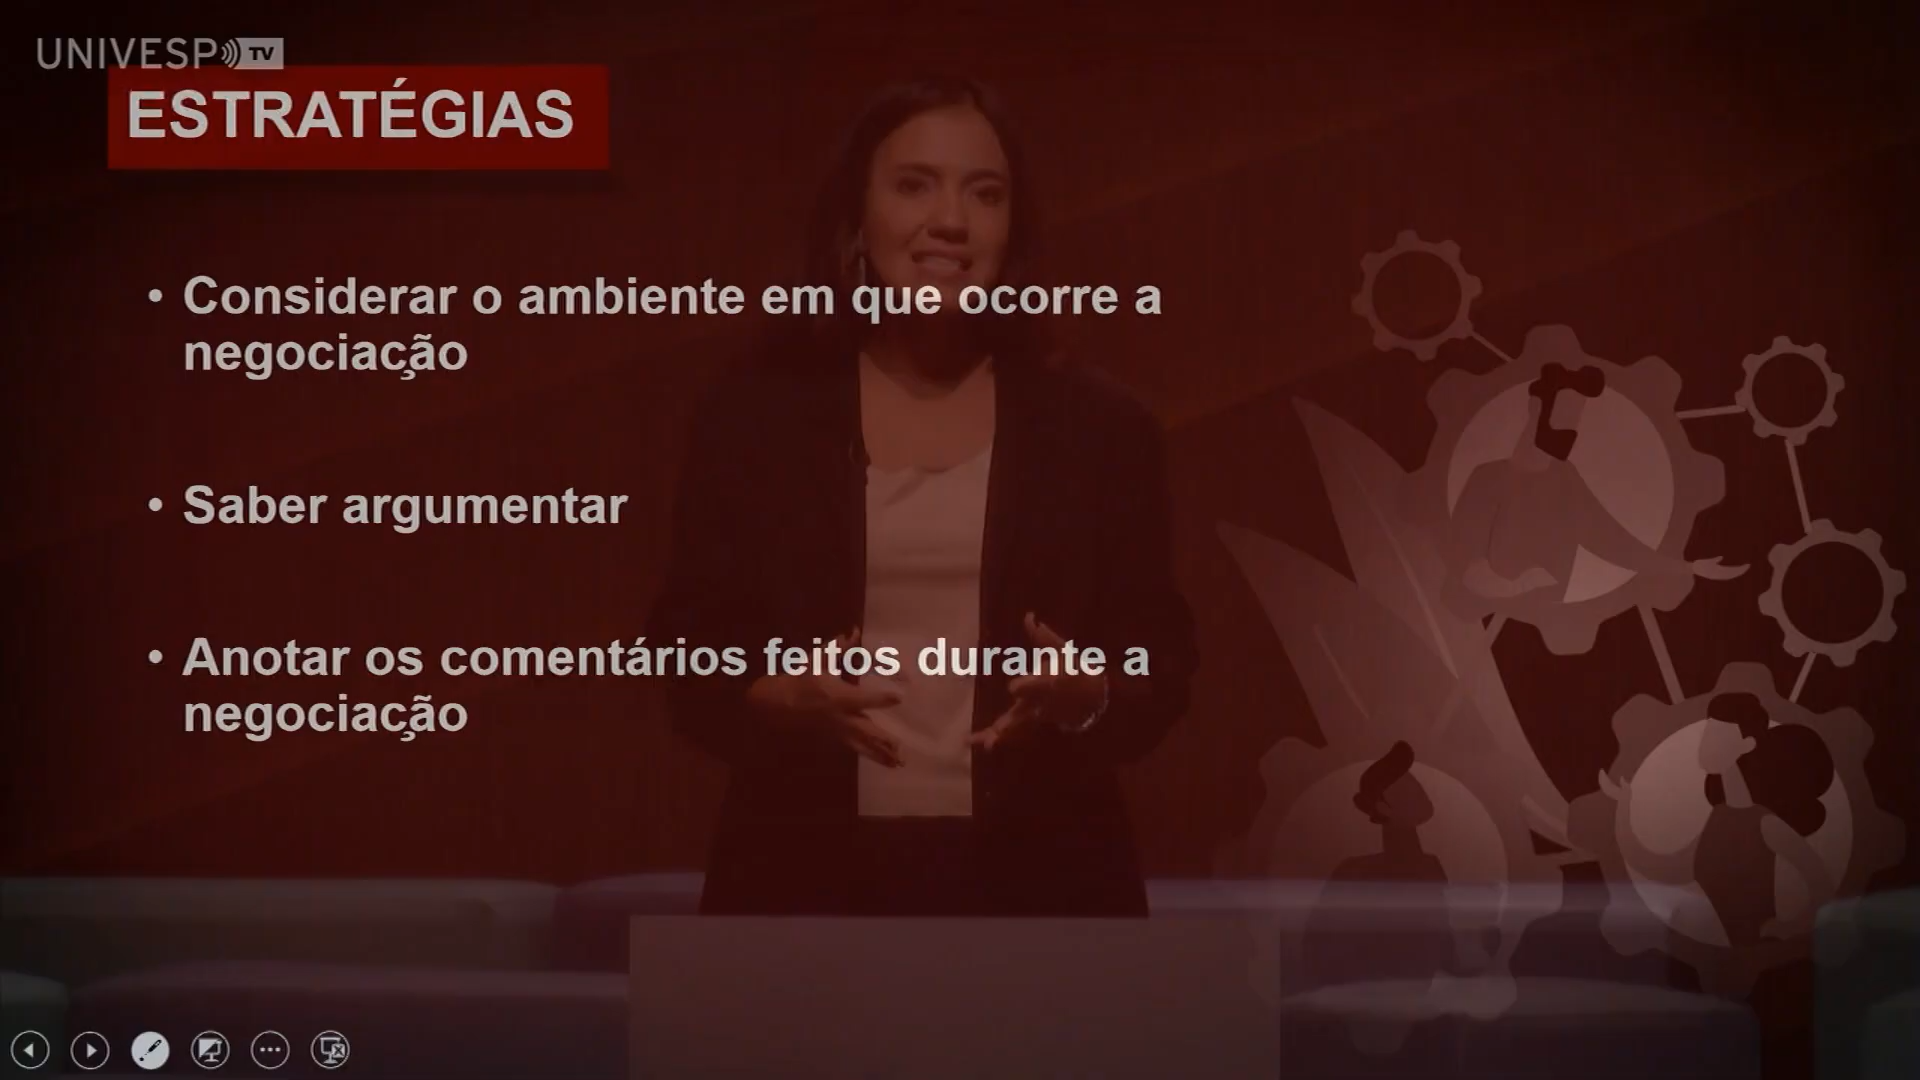 UNIVESP TV
ESTRATÉGIAS
• Considerar o ambiente em que ocorre a
negociação
• Saber argumentar
• Anotar os comentários feitos durante a
negociação